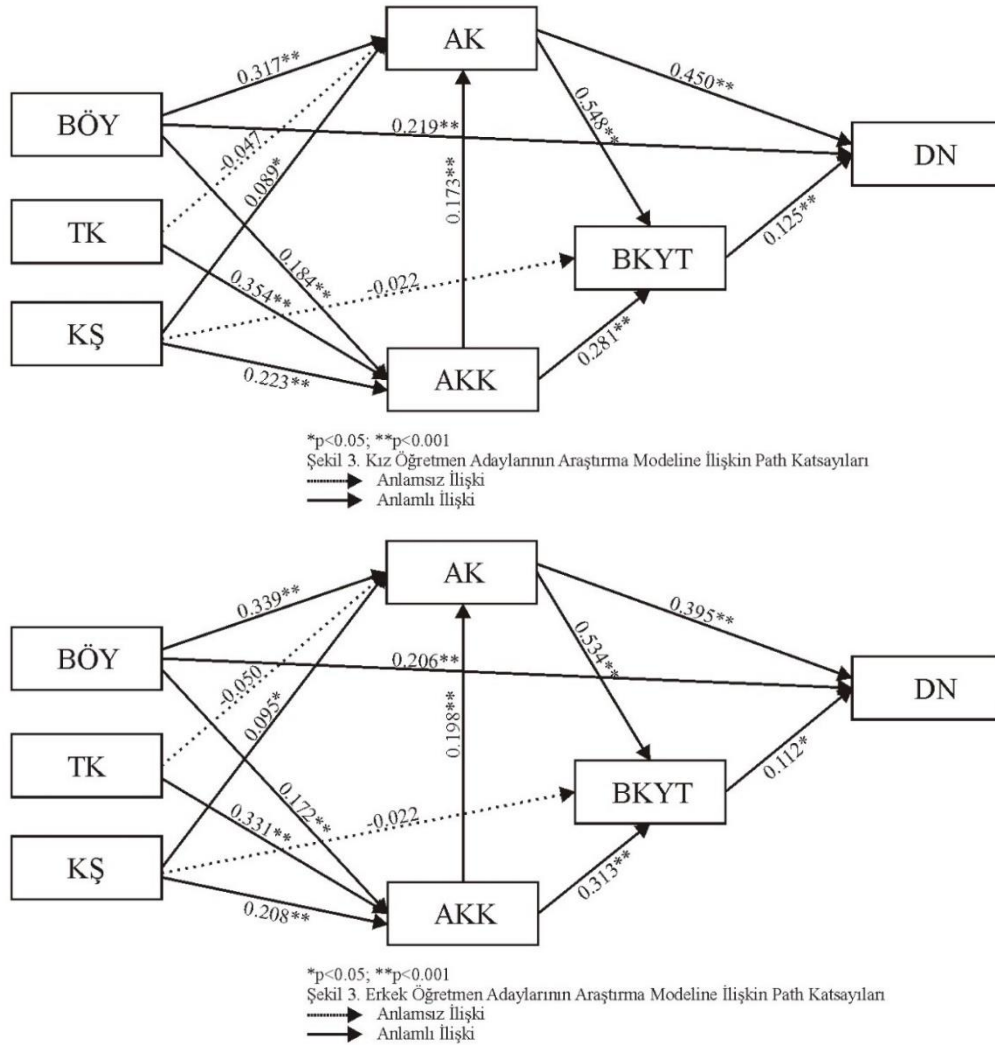 AK
0.317**
0.450**
BÖY
0.548**
0.219**
DN
-0.047
0.089*
0.173**
0.125**
TK
BKYT
0.184**
0.354**
-0.022
KŞ
0.281**
0.223**
AKK
*p<0.05; **p<0.001
Şekil 3. Kız Öğretmen Adaylarının Araştırma Modeline İlişkin Path Katsayıları
Anlamsız İlişki
Anlamlı İlişki
AK
0.339**
0.395**
BÖY
0.534**
0.206**
DN
-0.050
0.095*
0.198**
0.112*
TK
BKYT
0.172**
0.331**
-0.022
KŞ
0.313**
0.208**
AKK
*p<0.05; **p<0.001
Şekil 3. Erkek Öğretmen Adaylarının Araştırma Modeline İlişkin Path Katsayıları
Anlamsız İlişki
Anlamlı İlişki